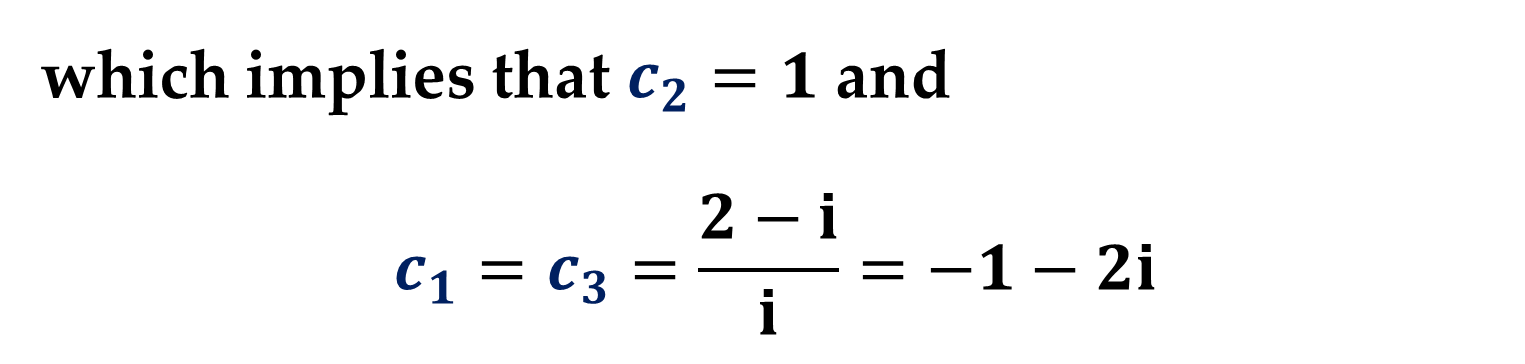 which implies that c₂ = 1 and
c₁ = c₃ = (2 − i)/i = −1 − 2i